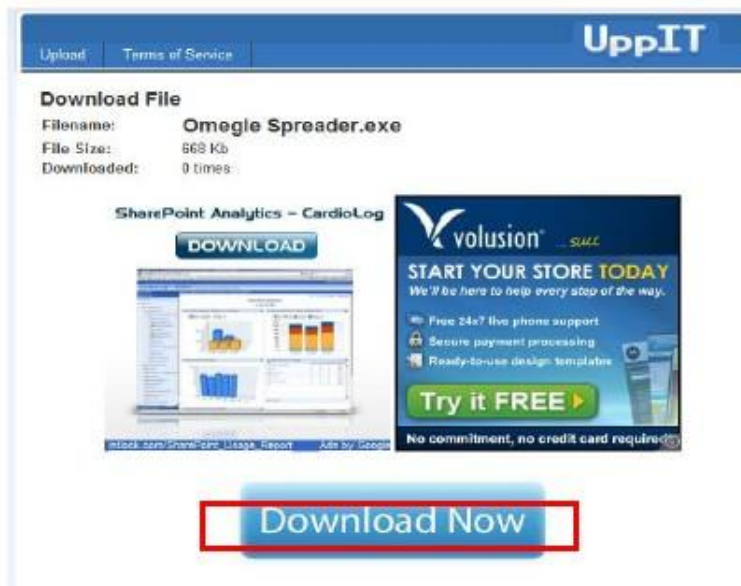 UppIT
Upload Terms of Service
Download File
Filename: Omegle Spreader.exe
File Size: 668 Kb
Downloaded: 0 times
SharePoint Analytics – CardioLog
DOWNLOAD
intlock.com/SharePoint_Usage_Report Ads by Google
volusion
START YOUR STORE TODAY
We'll be here to help every step of the way.
Free 24x7 live phone support
Secure payment processing
Ready-to-use design templates
Try it FREE
No commitment, no credit card required
Download Now